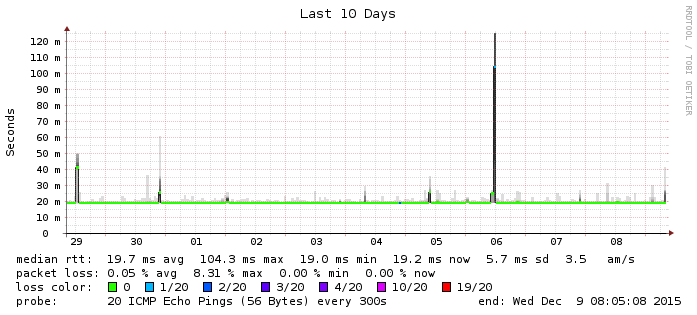 Last 10 Days
RRDTOOL / TOBI OETIKER
Seconds
120 m
110 m
100 m
90 m
80 m
70 m
60 m
50 m
40 m
30 m
20 m
10 m
0
29 30 01 02 03 04 05 06 07 08
median rtt: 19.7 ms avg 104.3 ms max 19.0 ms min 19.2 ms now 5.7 ms sd 3.5 am/s
packet loss: 0.05 % avg 8.31 % max 0.00 % min 0.00 % now
loss color: 0 1/20 2/20 3/20 4/20 10/20 19/20
probe: 20 ICMP Echo Pings (56 Bytes) every 300s end: Wed Dec 9 08:05:08 2015